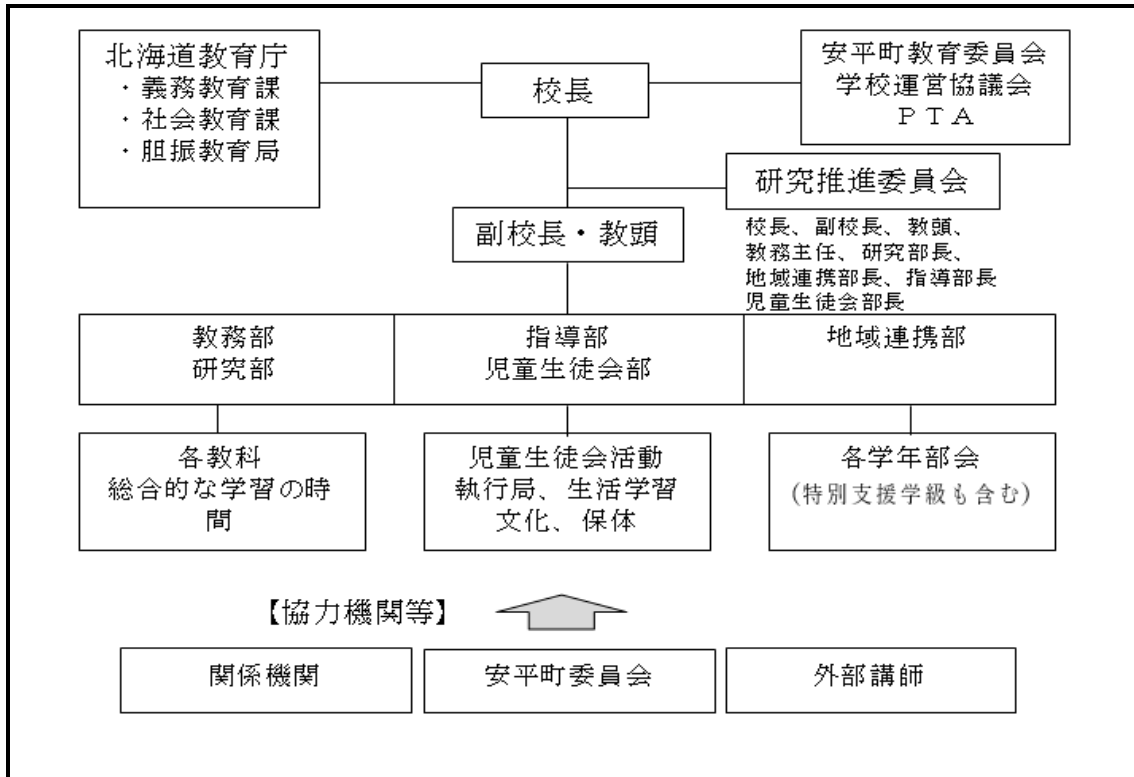 北海道教育庁
・義務教育課
・社会教育課
・胆振教育局
校長
安平町教育委員会
学校運営協議会
ＰＴＡ
研究推進委員会
校長、副校長、教頭、
教務主任、研究部長、
地域連携部長、指導部長
児童生徒会部長
副校長・教頭
教務部
研究部
指導部
児童生徒会部
地域連携部
各教科
総合的な学習の時
間
児童生徒会活動
執行局、生活学習
文化、保体
各学年部会
(特別支援学級も含む)
【協力機関等】
関係機関
安平町委員会
外部講師